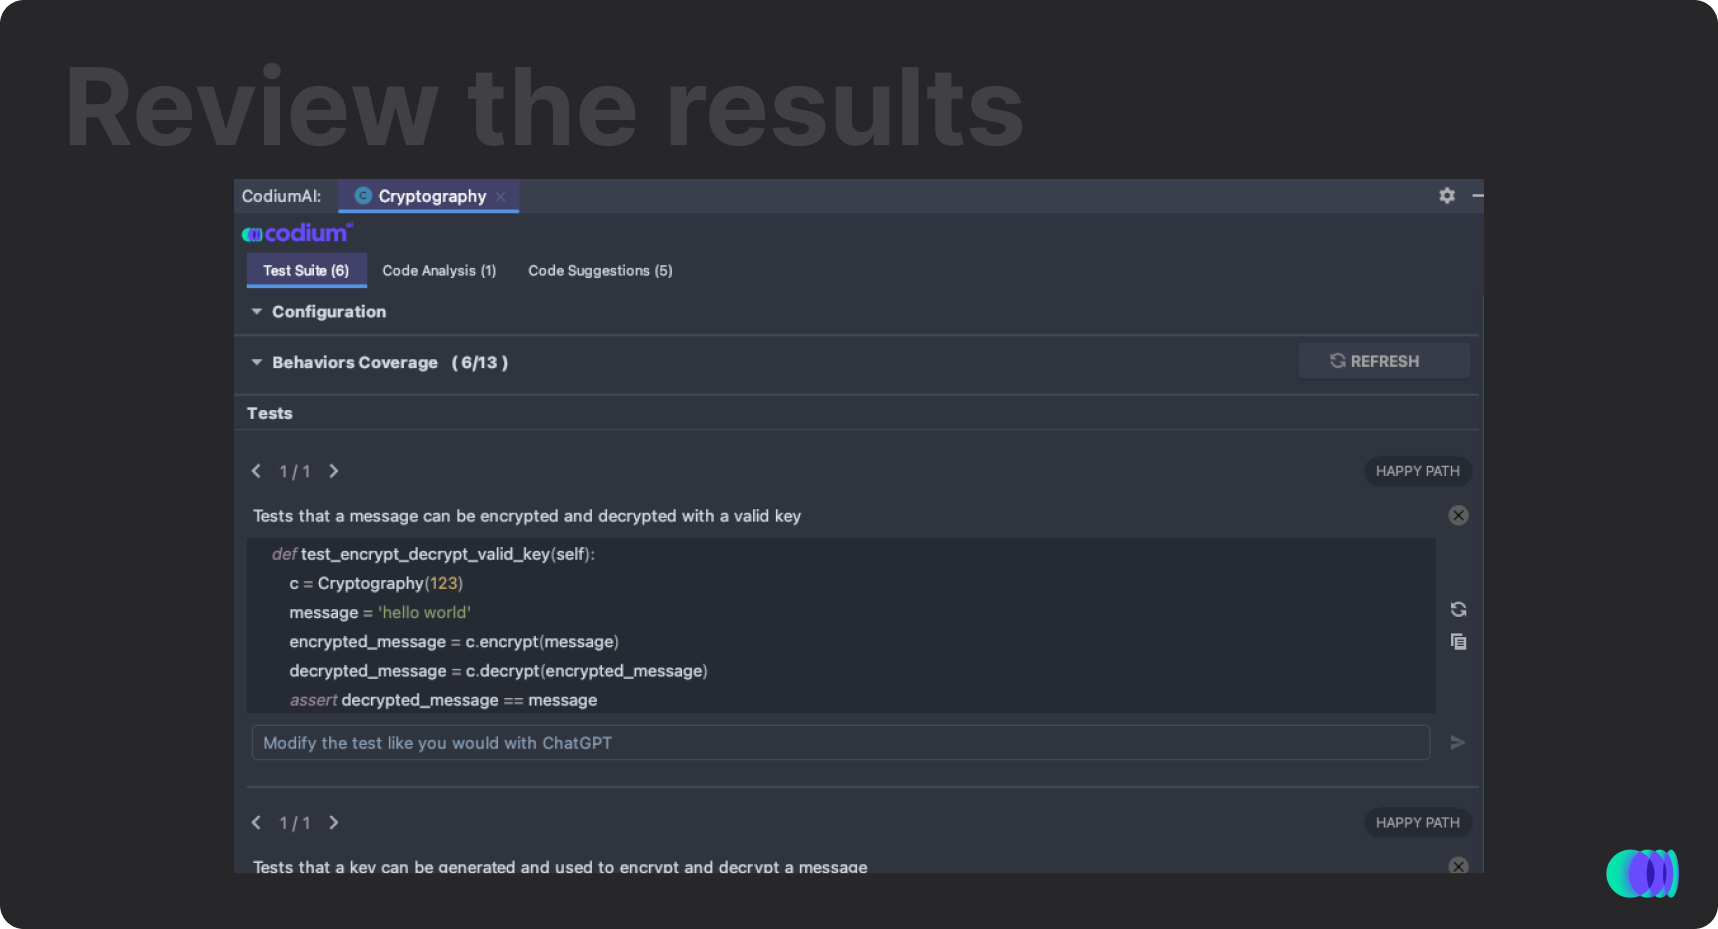 Review the results
CodiumAI: C Cryptography
codium ai
Test Suite (6) Code Analysis (1) Code Suggestions (5)
Configuration
Behaviors Coverage ( 6/13 ) REFRESH
Tests
1 / 1 HAPPY PATH
Tests that a message can be encrypted and decrypted with a valid key
def test_encrypt_decrypt_valid_key(self):
c = Cryptography(123)
message = 'hello world'
encrypted_message = c.encrypt(message)
decrypted_message = c.decrypt(encrypted_message)
assert decrypted_message == message
Modify the test like you would with ChatGPT
1 / 1 HAPPY PATH
Tests that a key can be generated and used to encrypt and decrypt a message